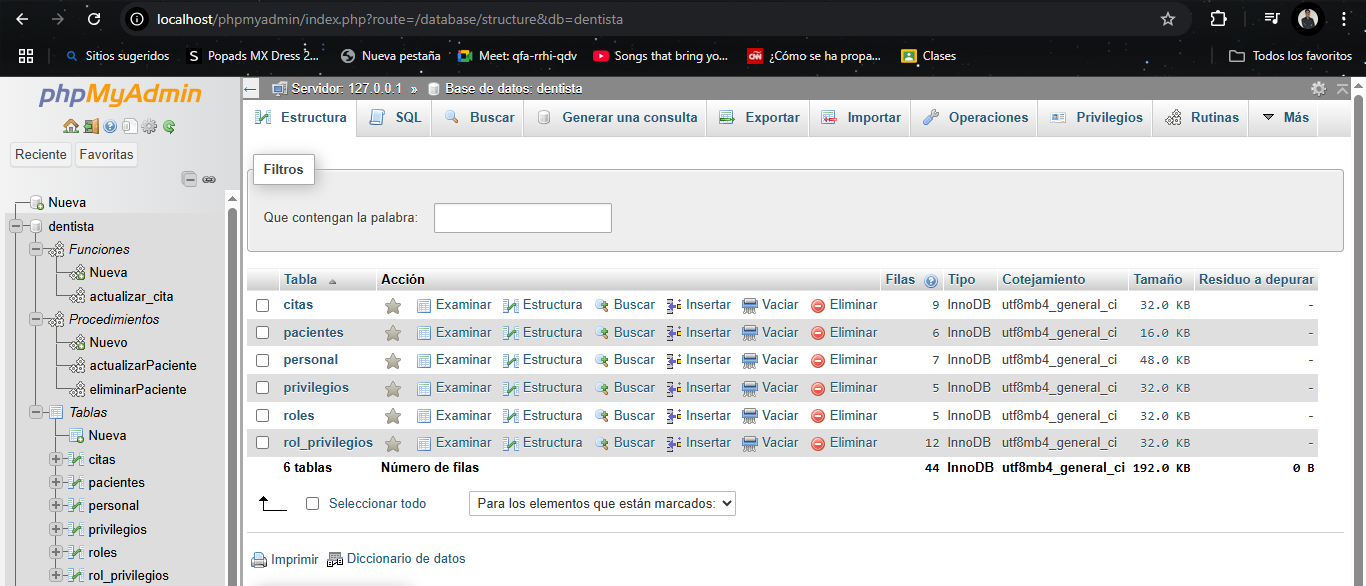 localhost/phpmyadmin/index.php?route=/database/structure&db=dentista
Sitios sugeridos
S Popads MX Dress 2...
Nueva pestaña
Meet: qfa-rrhi-qdv
Songs that bring yo...
CNN ¿Cómo se ha propa...
Clases
Todos los favoritos
phpMyAdmin
Reciente Favoritas
Nueva
dentista
Funciones
Nueva
actualizar_cita
Procedimientos
Nuevo
actualizarPaciente
eliminarPaciente
Tablas
Nueva
citas
pacientes
personal
privilegios
roles
rol_privilegios
Servidor: 127.0.0.1 » Base de datos: dentista
Estructura SQL Buscar Generar una consulta Exportar Importar Operaciones Privilegios Rutinas Más
Filtros
Que contengan la palabra:
Tabla Acción Filas Tipo Cotejamiento Tamaño Residuo a depurar
citas Examinar Estructura Buscar Insertar Vaciar Eliminar 9 InnoDB utf8mb4_general_ci 32.0 KB -
pacientes Examinar Estructura Buscar Insertar Vaciar Eliminar 6 InnoDB utf8mb4_general_ci 16.0 KB -
personal Examinar Estructura Buscar Insertar Vaciar Eliminar 7 InnoDB utf8mb4_general_ci 48.0 KB -
privilegios Examinar Estructura Buscar Insertar Vaciar Eliminar 5 InnoDB utf8mb4_general_ci 32.0 KB -
roles Examinar Estructura Buscar Insertar Vaciar Eliminar 5 InnoDB utf8mb4_general_ci 32.0 KB -
rol_privilegios Examinar Estructura Buscar Insertar Vaciar Eliminar 12 InnoDB utf8mb4_general_ci 32.0 KB -
6 tablas Número de filas 44 InnoDB utf8mb4_general_ci 192.0 KB 0 B
Seleccionar todo Para los elementos que están marcados:
Imprimir Diccionario de datos